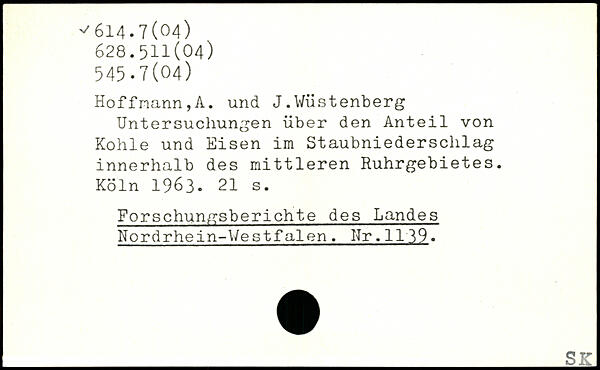 ✓614.7(04)
628.511(04)
545.7(04)
Hoffmann,A. und J.Wüstenberg
Untersuchungen über den Anteil von
Kohle und Eisen im Staubniederschlag
innerhalb des mittleren Ruhrgebietes.
Köln 1963. 21 s.
Forschungsberichte des Landes
Nordrhein-Westfalen. Nr.1139.
SK